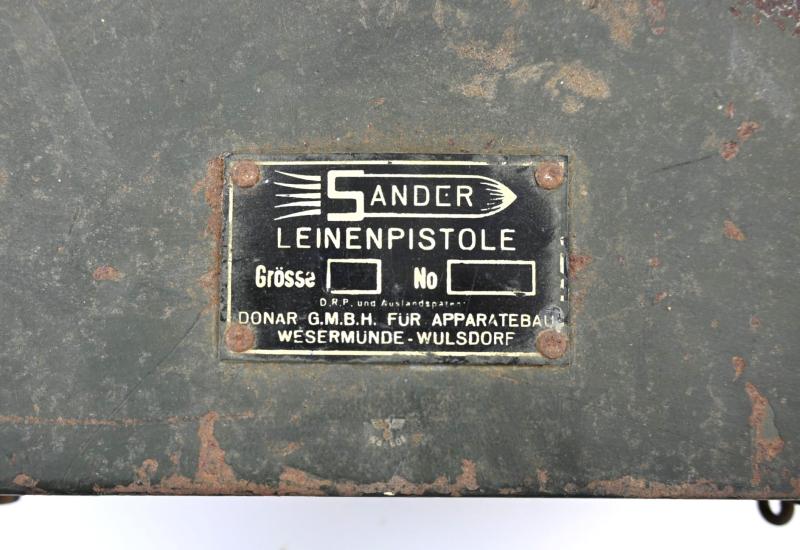 SANDER
LEINENPISTOLE
Grösse No
D.R.P. und Auslandspatent
DONAR G.M.B.H. FÜR APPARATEBAU
WESERMÜNDE-WULSDORF